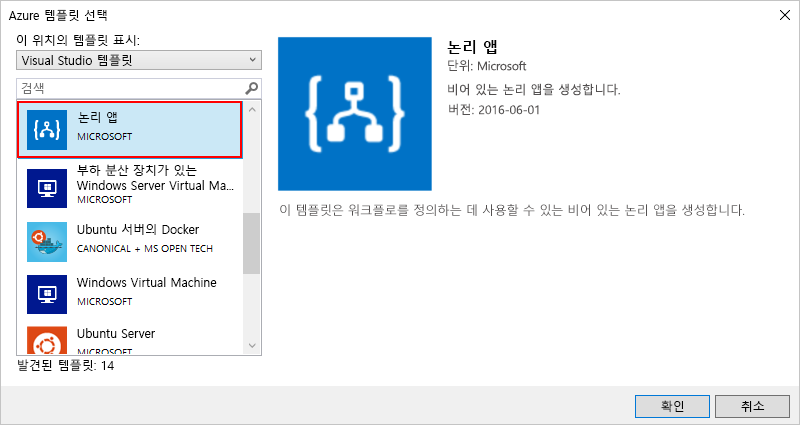 Azure 템플릿 선택
이 위치의 템플릿 표시:
Visual Studio 템플릿
검색
논리 앱
MICROSOFT
부하 분산 장치가 있는
Windows Server Virtual Ma...
MICROSOFT
Ubuntu 서버의 Docker
CANONICAL + MS OPEN TECH
Windows Virtual Machine
MICROSOFT
Ubuntu Server
MICROSOFT
발견된 템플릿: 14
논리 앱
단위: Microsoft
비어 있는 논리 앱을 생성합니다.
버전: 2016-06-01
이 템플릿은 워크플로를 정의하는 데 사용할 수 있는 비어 있는 논리 앱을 생성합니다.
확인
취소